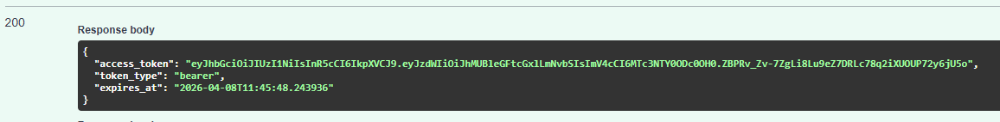 200
Response body
{
"access_token": "eyJhbGciOiJIUzI1NiIsInR5cCI6IkpXVCJ9.eyJzdWIiOiJhMUBleGFtcGxlLmNvbSIsImV4cCI6MTc3NTY0ODc0OH0.ZBPRv_Zv-7ZgLi8Lu9eZ7DRLc78q2iXUOUP72y6jU5o",
"token_type": "bearer",
"expires_at": "2026-04-08T11:45:48.243936"
}